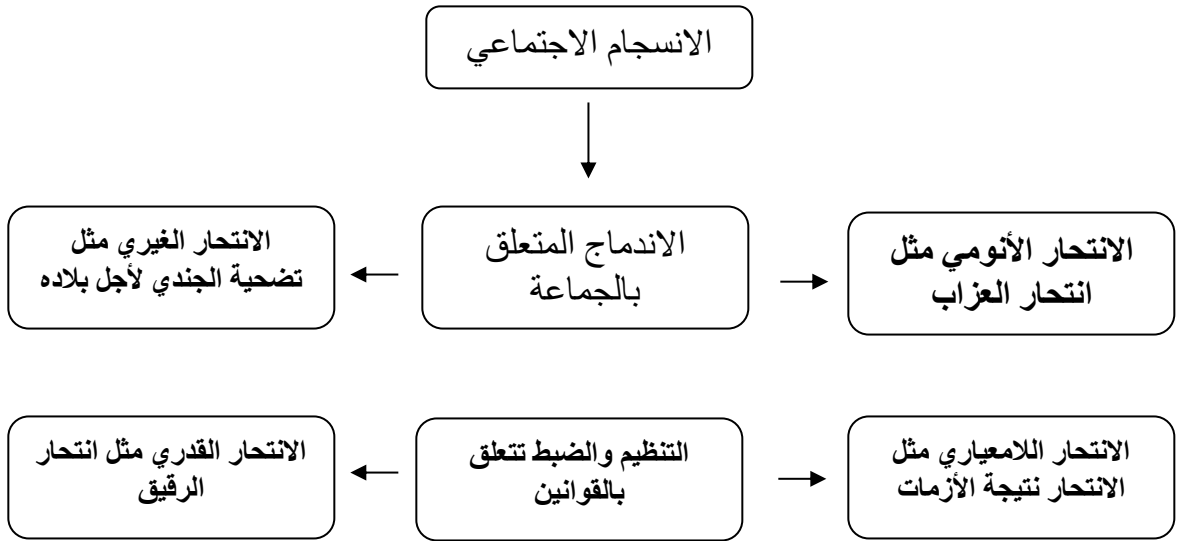 الانسجام الاجتماعي
الانتحار الأنومي مثل
انتحار العزاب
الاندماج المتعلق
بالجماعة
الانتحار الغيري مثل
تضحية الجندي لأجل بلاده
الانتحار اللامعياري مثل
الانتحار نتيجة الأزمات
التنظيم والضبط تتعلق
بالقوانين
الانتحار القدري مثل انتحار
الرقيق